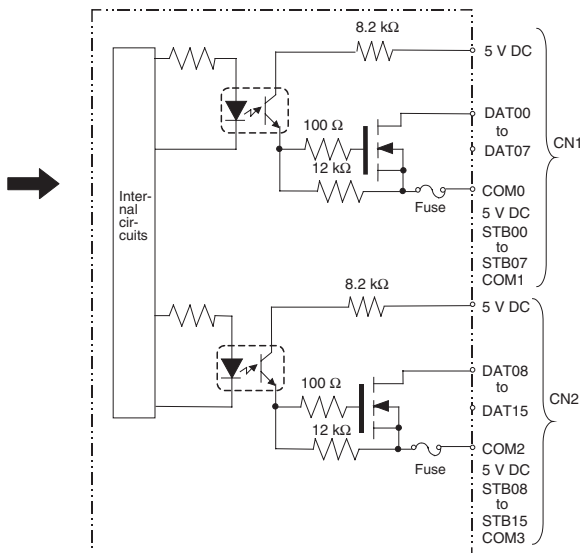 8.2 kΩ
5 V DC
DAT00
to
DAT07
CN1
100 Ω
12 kΩ
COM0
Fuse
5 V DC
STB00
to
STB07
COM1
Inter-
nal
cir-
cuits
8.2 kΩ
5 V DC
DAT08
to
DAT15
CN2
100 Ω
12 kΩ
COM2
Fuse
5 V DC
STB08
to
STB15
COM3